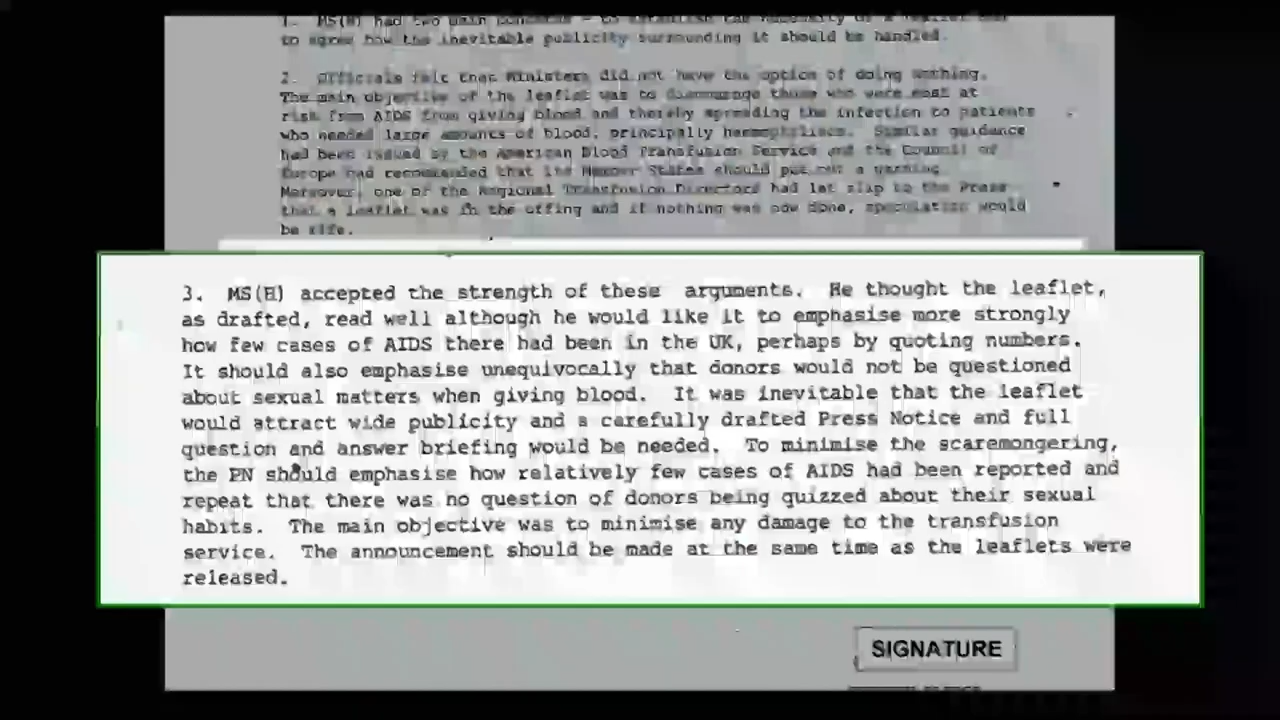 1. MS(H) had two main concerns - to establish the necessity of a leaflet and
to agree how the inevitable publicity surrounding it should be handled.
2. Officials felt that Ministers did not have the option of doing nothing.
The main objective of the leaflet was to discourage those who were most at
risk from AIDS from giving blood and thereby spreading the infection to patients
who needed large amounts of blood, principally haemophiliacs. Similar guidance
had been issued by the American Blood Transfusion Service and the Council of
Europe had recommended that its Member States should put out a warning.
Moreover, one of the Regional Transfusion Directors had let slip to the Press
that a leaflet was in the offing and if nothing was now done, speculation would
be rife.
3. MS(H) accepted the strength of these arguments. He thought the leaflet,
as drafted, read well although he would like it to emphasise more strongly
how few cases of AIDS there had been in the UK, perhaps by quoting numbers.
It should also emphasise unequivocally that donors would not be questioned
about sexual matters when giving blood. It was inevitable that the leaflet
would attract wide publicity and a carefully drafted Press Notice and full
question and answer briefing would be needed. To minimise the scaremongering,
the PN should emphasise how relatively few cases of AIDS had been reported and
repeat that there was no question of donors being quizzed about their sexual
habits. The main objective was to minimise any damage to the transfusion
service. The announcement should be made at the same time as the leaflets were
released.
SIGNATURE